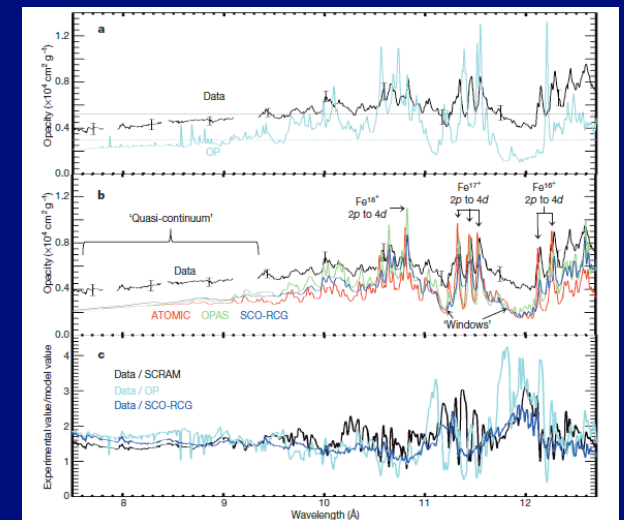 a
1.2
0.8
0.4
0.0
Opacity (×10⁴ cm² g⁻¹)
Data
OP
b
1.2
0.8
0.4
0.0
Opacity (×10⁴ cm² g⁻¹)
'Quasi-continuum'
Data
Fe¹⁸⁺
2p to 4d
Fe¹⁷⁺
2p to 4d
Fe¹⁶⁺
2p to 4d
ATOMIC OPAS SCO-RCG
'Windows'
c
4
3
2
1
0
Experimental value/model value
Data / SCRAM
Data / OP
Data / SCO-RCG
8 9 10 11 12
Wavelength (Å)